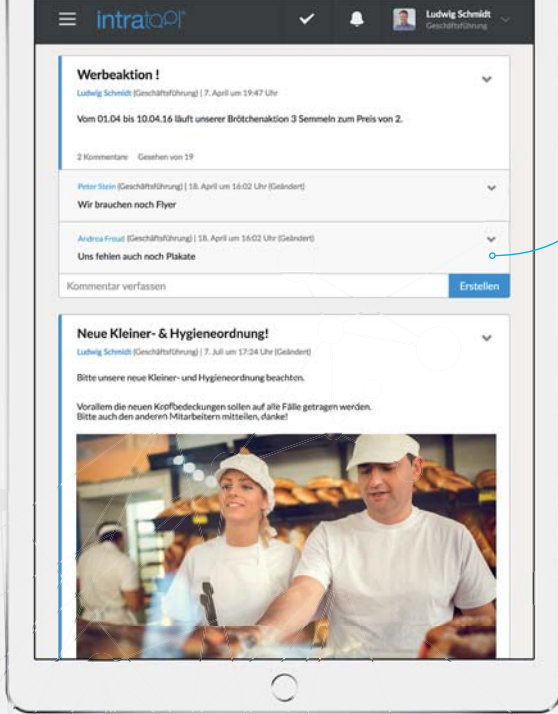 intratool
Ludwig Schmidt
Geschäftsführung
Werbeaktion !
Ludwig Schmidt (Geschäftsführung) | 7. April um 19:47 Uhr
Vom 01.04 bis 10.04.16 läuft unserer Brötchenaktion 3 Semmeln zum Preis von 2.
2 Kommentare Gesehen von 19
Peter Stein (Geschäftsführung) | 18. April um 16:02 Uhr (Geändert)
Wir brauchen noch Flyer
Andrea Freud (Geschäftsführung) | 18. April um 16:02 Uhr (Geändert)
Uns fehlen auch noch Plakate
Kommentar verfassen
Erstellen
Neue Kleiner- & Hygieneordnung!
Ludwig Schmidt (Geschäftsführung) | 7. Juli um 17:24 Uhr (Geändert)
Bitte unsere neue Kleiner- und Hygieneordnung beachten.
Vorallem die neuen Kopfbedeckungen sollen auf alle Fälle getragen werden.
Bitte auch den anderen Mitarbeitern mitteilen, danke!